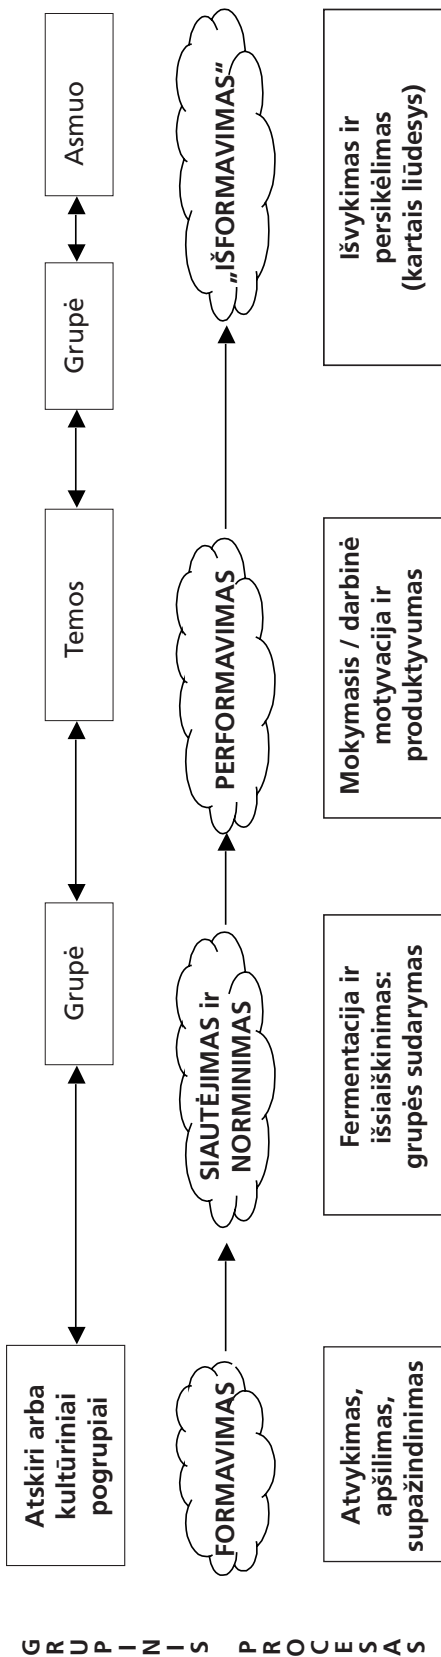 GRUPINIS PROCESAS
Atskiri arba
kultūriniai
pogrupiai
Grupė
Temos
Grupė
Asmuo
FORMAVIMAS
SIAUTĖJIMAS ir
NORMINIMAS
PERFORMAVIMAS
„IŠFORMAVIMAS“
Atvykimas,
apšilimas,
supažindinimas
Fermentacija ir
išsiaiškinimas:
grupės sudarymas
Mokymasis / darbinė
motyvacija ir
produktyvumas
Išvykimas ir
persikėlimas
(kartais liūdesys)